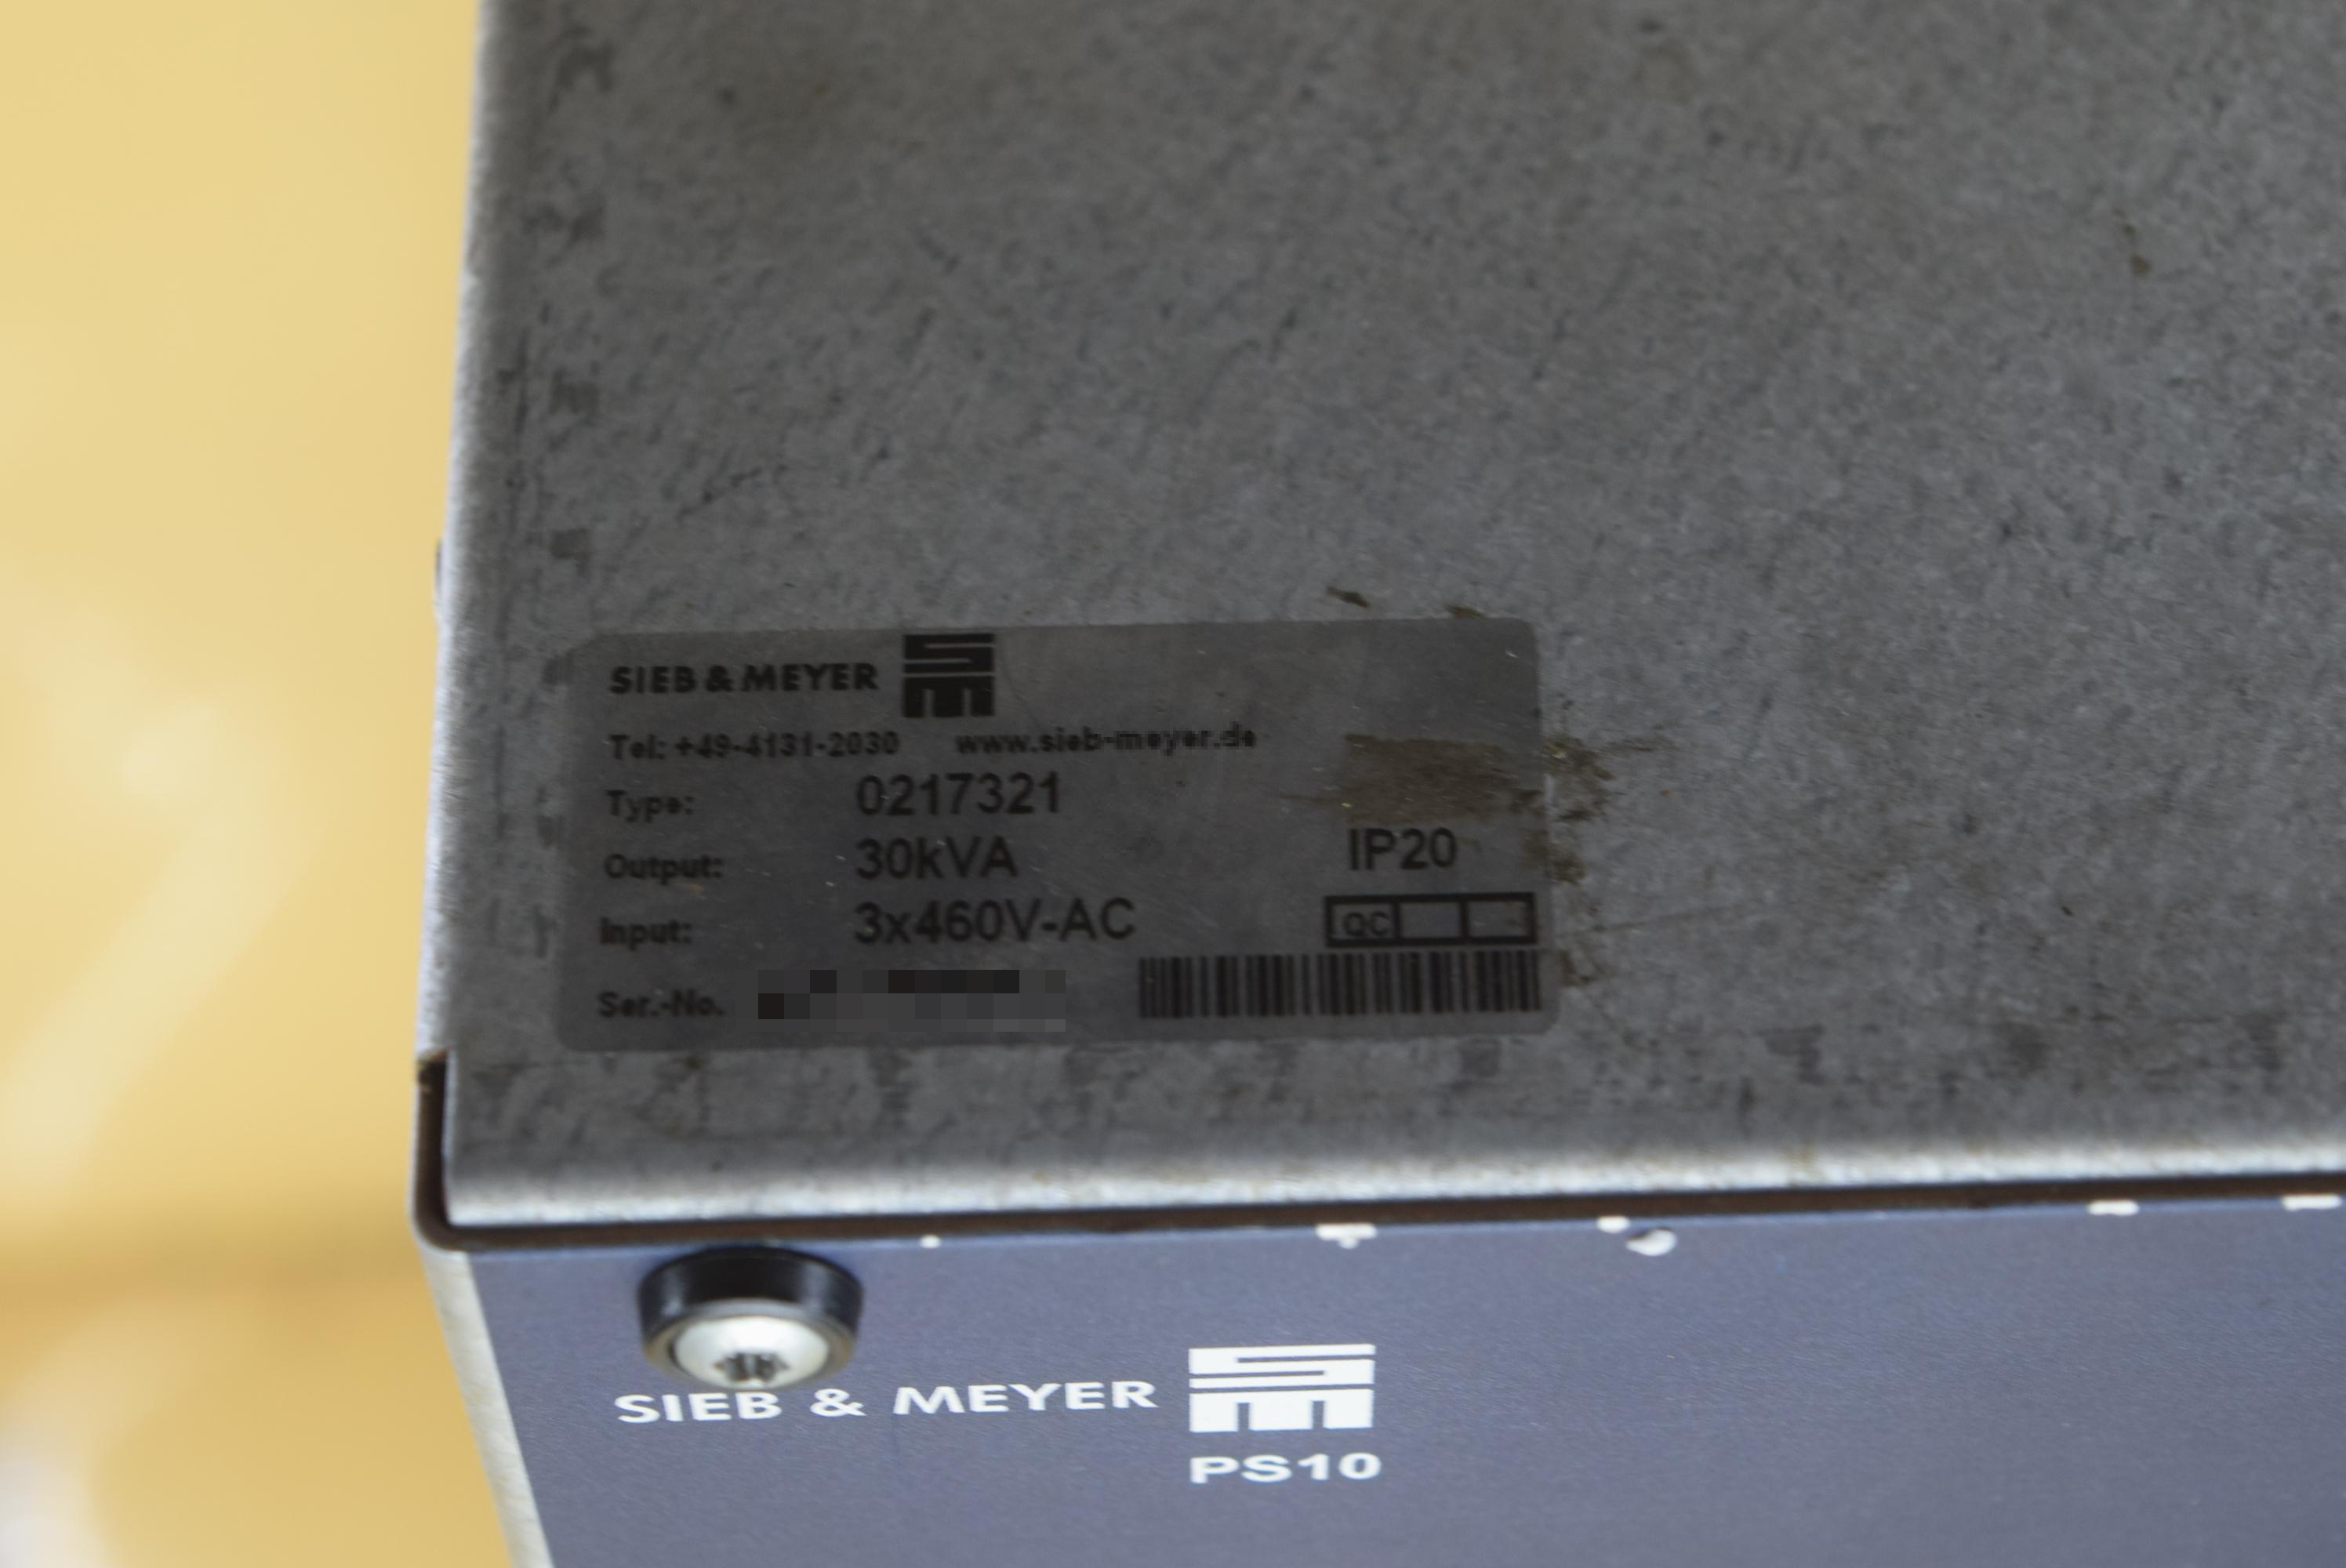 SIEB & MEYER
Tel: +49-4131-2030 www.sieb-meyer.de
Type: 0217321
Output: 30kVA IP20
Input: 3x460V-AC QC
Ser.-No.
SIEB & MEYER
PS10